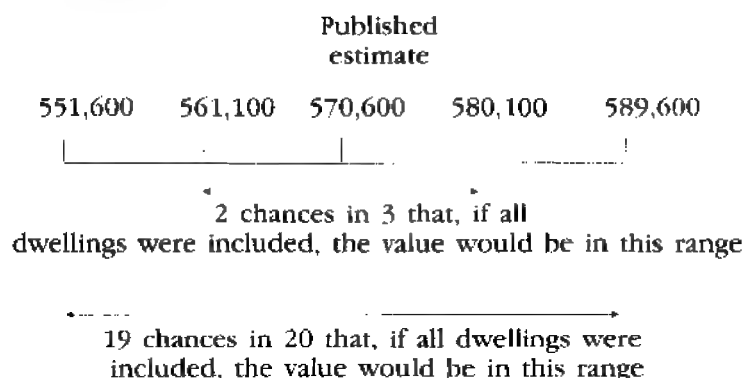 Published
estimate
551,600 561,100 570,600 580,100 589,600
2 chances in 3 that, if all
dwellings were included, the value would be in this range
19 chances in 20 that, if all dwellings were
included, the value would be in this range